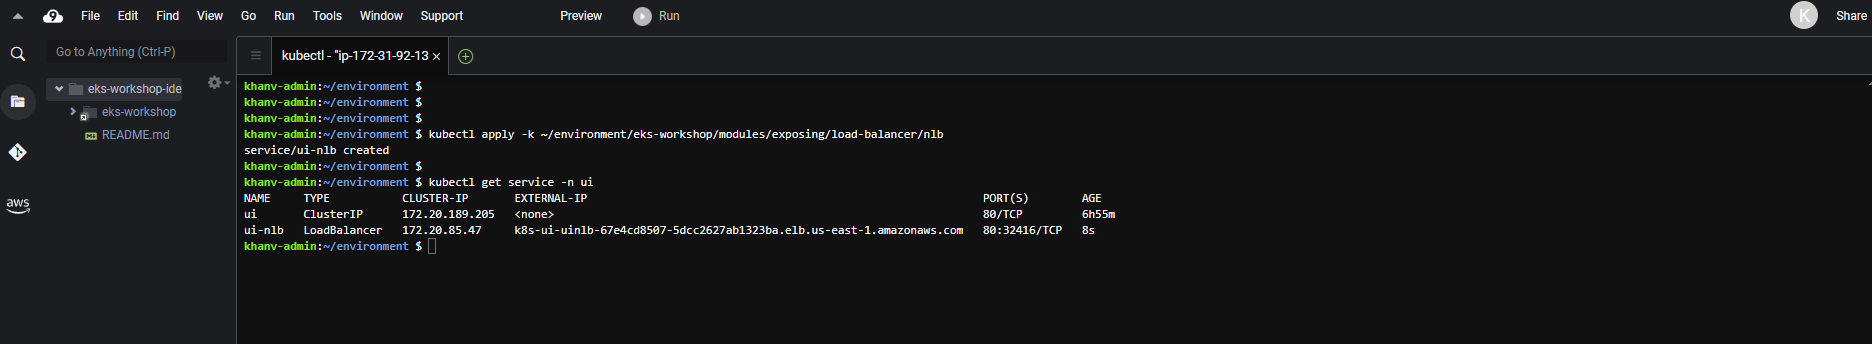 9 File Edit Find View Go Run Tools Window Support Preview Run K Share
Go to Anything (Ctrl-P)
kubectl - "ip-172-31-92-13 ×
eks-workshop-ide
eks-workshop
README.md
aws
khanv-admin:~/environment $
khanv-admin:~/environment $
khanv-admin:~/environment $
khanv-admin:~/environment $ kubectl apply -k ~/environment/eks-workshop/modules/exposing/load-balancer/nlb
service/ui-nlb created
khanv-admin:~/environment $
khanv-admin:~/environment $ kubectl get service -n ui
NAME TYPE CLUSTER-IP EXTERNAL-IP PORT(S) AGE
ui ClusterIP 172.20.189.205 <none> 80/TCP 6h55m
ui-nlb LoadBalancer 172.20.85.47 k8s-ui-uinlb-67e4cd8507-5dcc2627ab1323ba.elb.us-east-1.amazonaws.com 80:32416/TCP 8s
khanv-admin:~/environment $